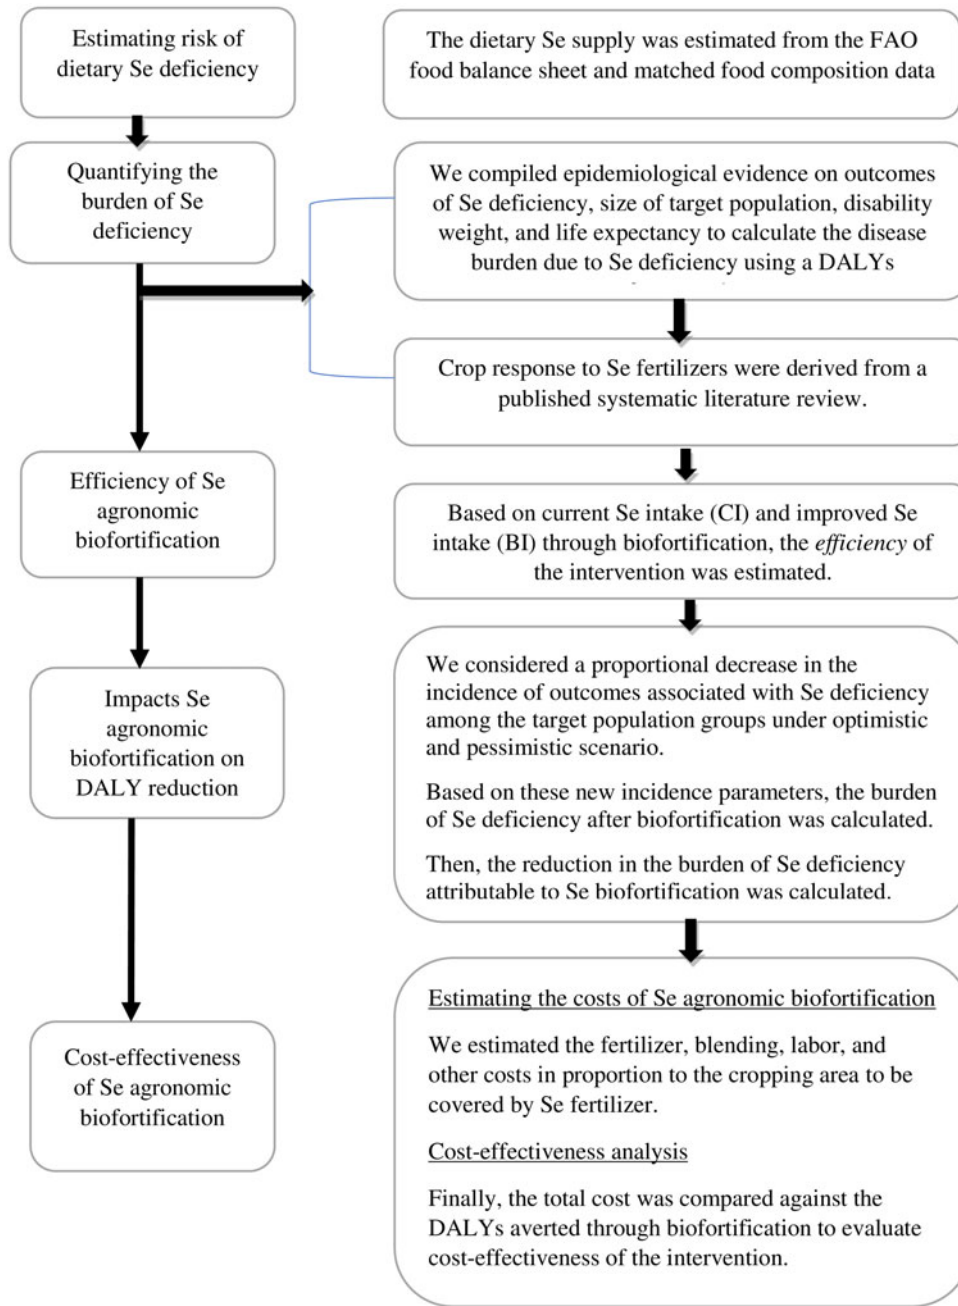 Estimating risk of
dietary Se deficiency
The dietary Se supply was estimated from the FAO
food balance sheet and matched food composition data
Quantifying the
burden of Se
deficiency
We compiled epidemiological evidence on outcomes
of Se deficiency, size of target population, disability
weight, and life expectancy to calculate the disease
burden due to Se deficiency using a DALYs
Crop response to Se fertilizers were derived from a
published systematic literature review.
Efficiency of Se
agronomic
biofortification
Based on current Se intake (CI) and improved Se
intake (BI) through biofortification, the efficiency of
the intervention was estimated.
Impacts Se
agronomic
biofortification on
DALY reduction
We considered a proportional decrease in the
incidence of outcomes associated with Se deficiency
among the target population groups under optimistic
and pessimistic scenario.
Based on these new incidence parameters, the burden
of Se deficiency after biofortification was calculated.
Then, the reduction in the burden of Se deficiency
attributable to Se biofortification was calculated.
Cost-effectiveness
of Se agronomic
biofortification
Estimating the costs of Se agronomic biofortification
We estimated the fertilizer, blending, labor, and
other costs in proportion to the cropping area to be
covered by Se fertilizer.
Cost-effectiveness analysis
Finally, the total cost was compared against the
DALYs averted through biofortification to evaluate
cost-effectiveness of the intervention.